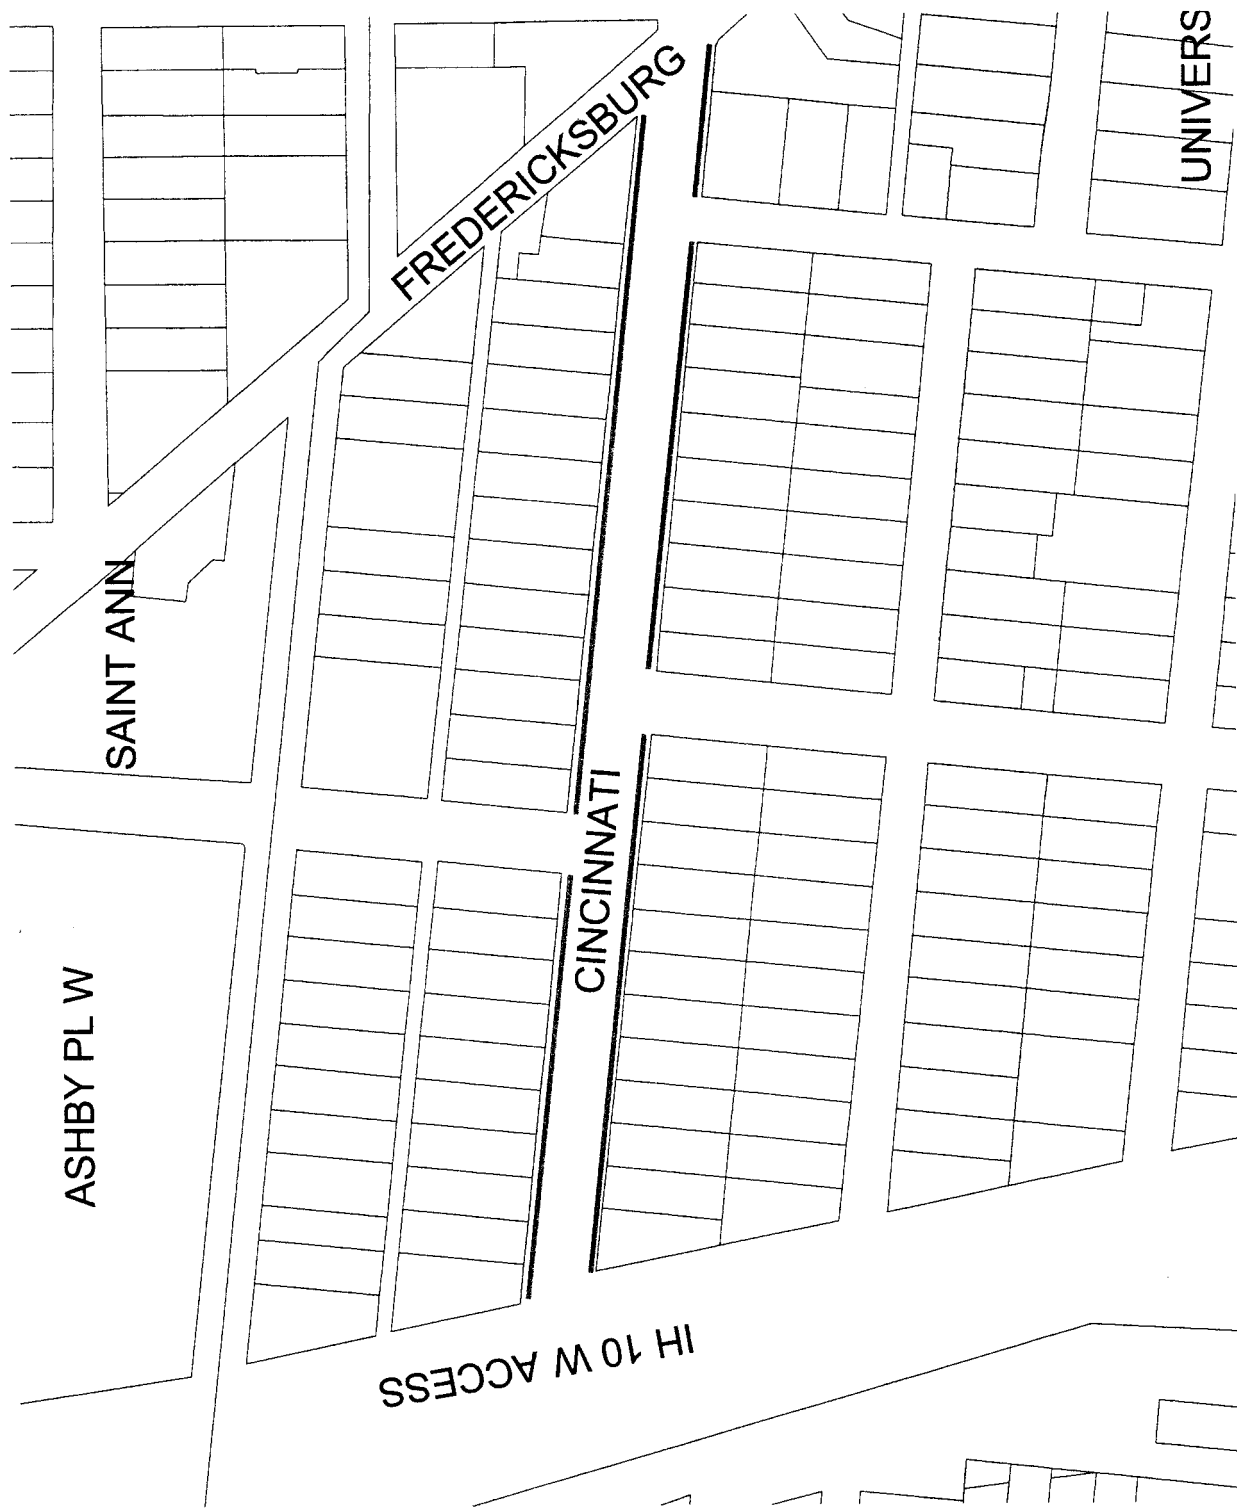 UNIVERS
FREDERICKSBURG
SAINT ANN
CINCINNATI
ASHBY PL W
IH 10 W ACCESS